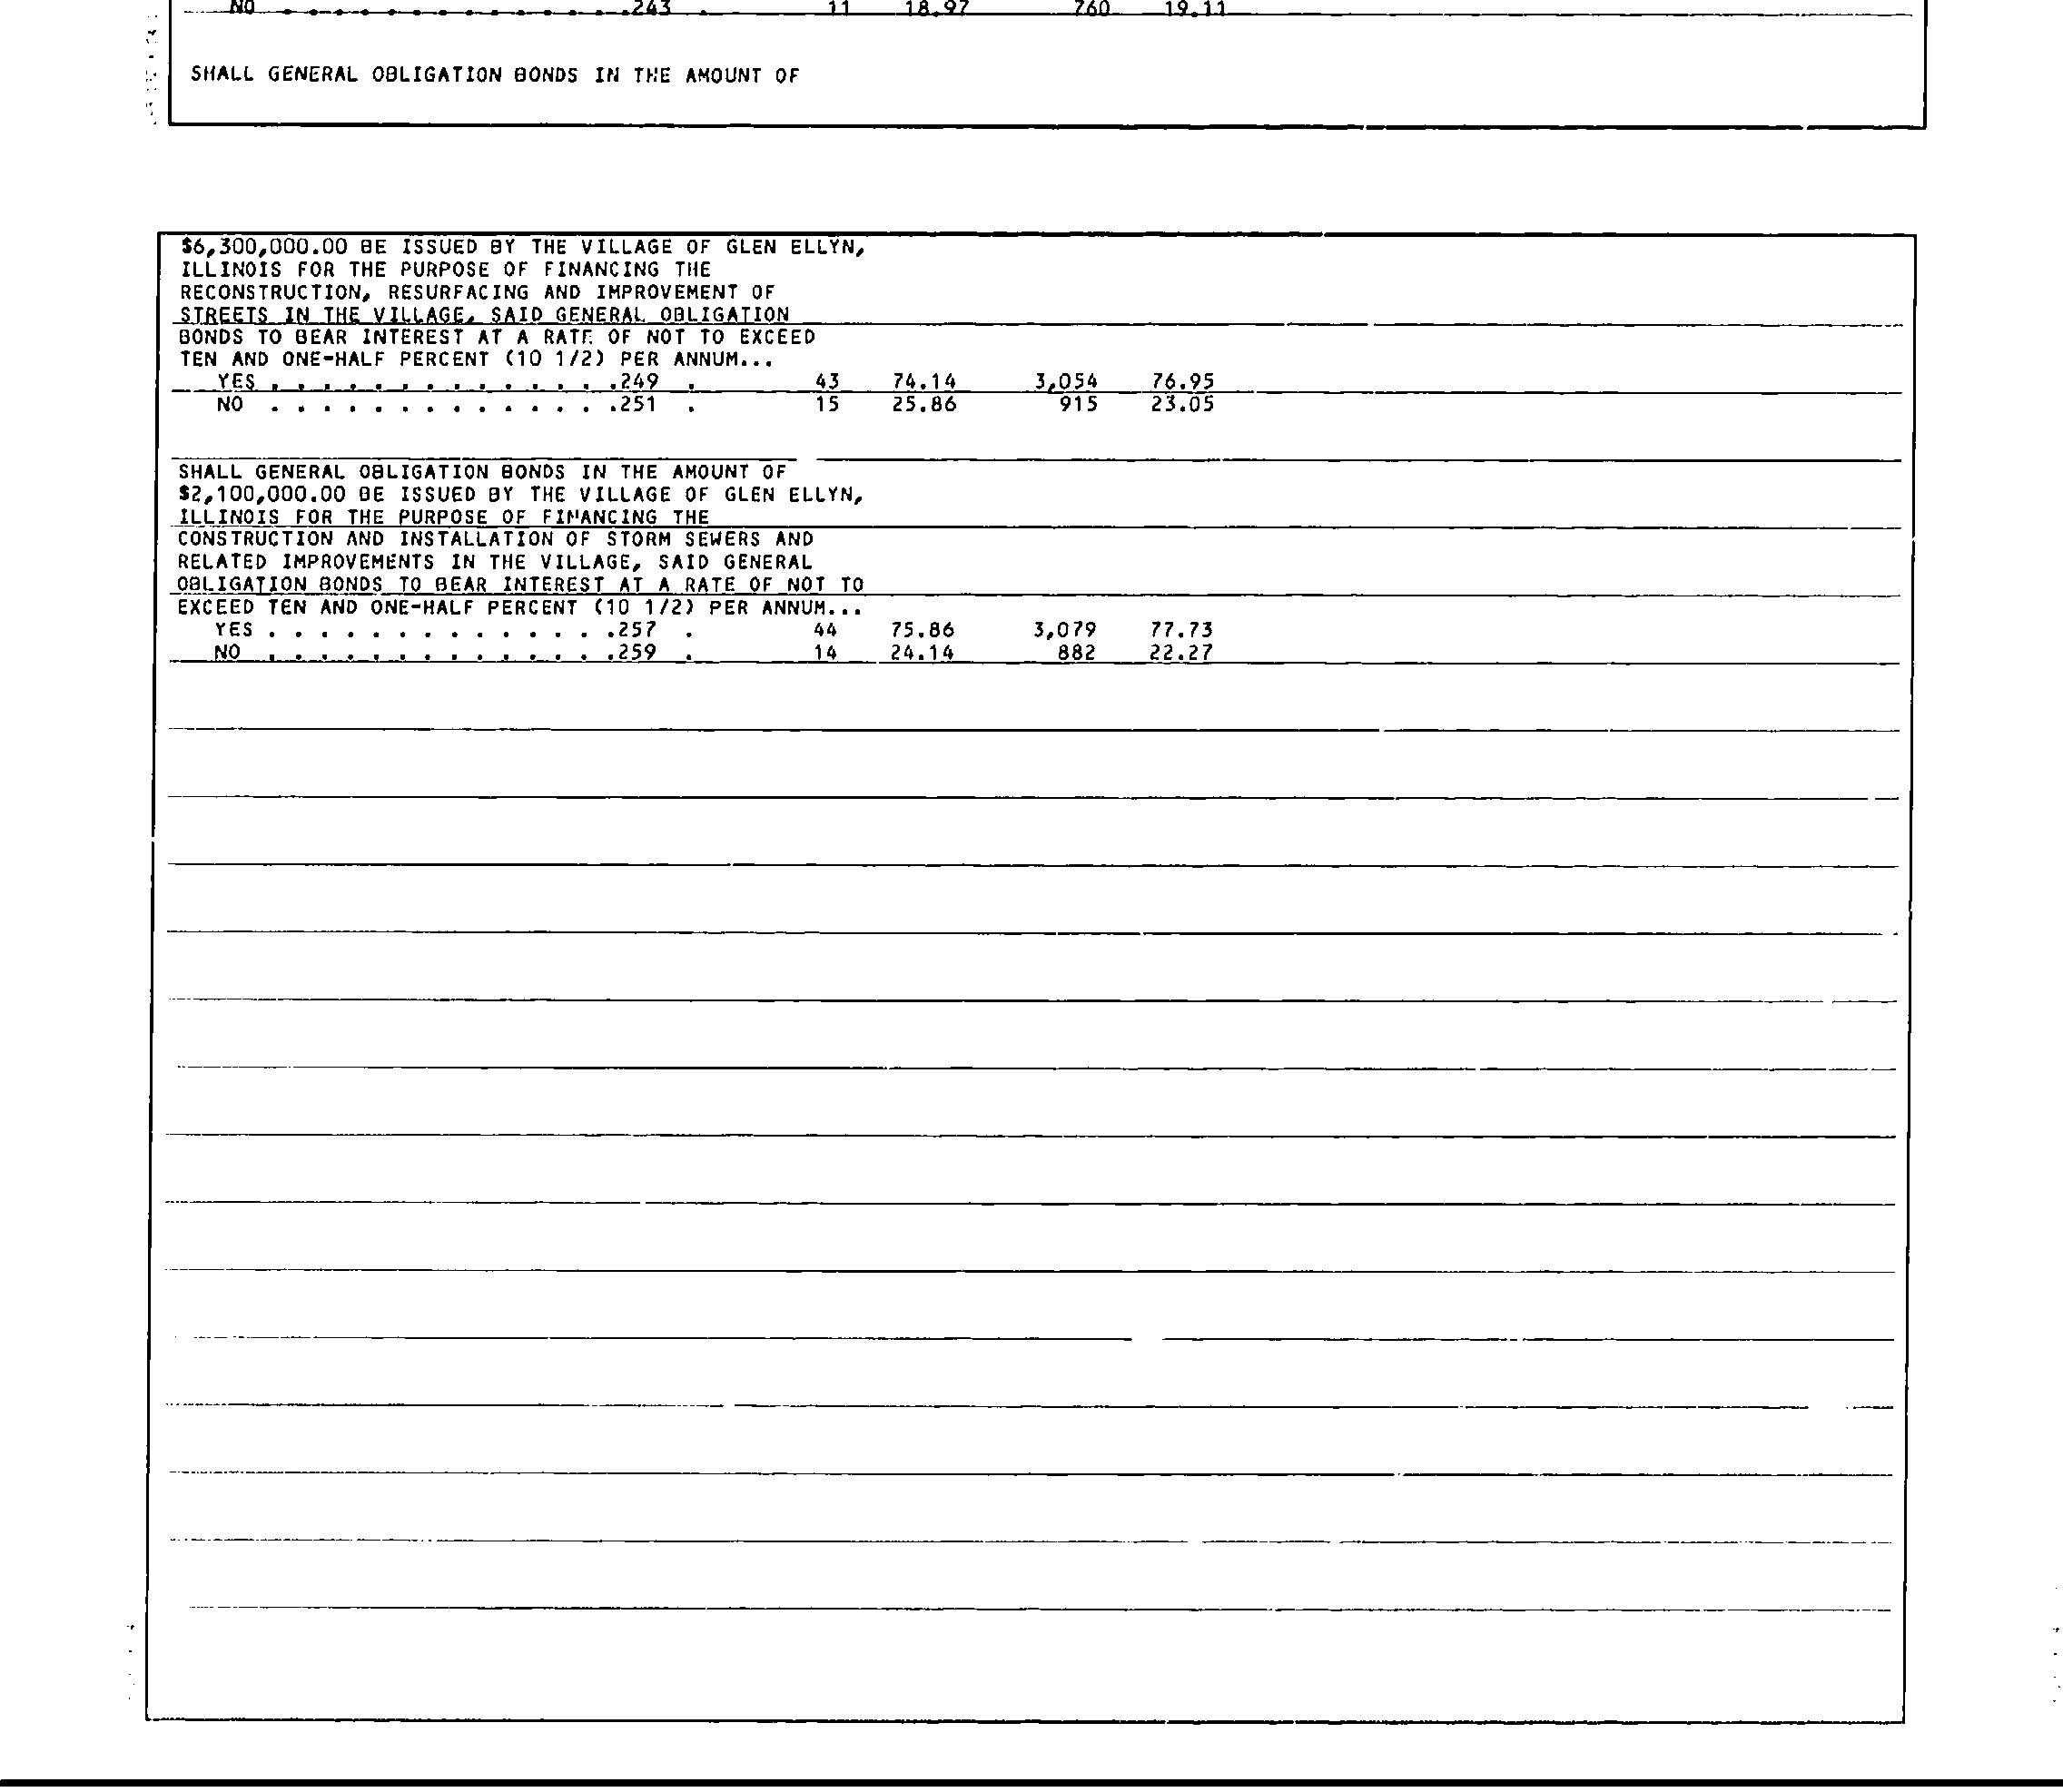 NO . . . . . . . . . . . . . .243 . 11 18.97 760 19.11
SHALL GENERAL OBLIGATION BONDS IN THE AMOUNT OF
$6,300,000.00 BE ISSUED BY THE VILLAGE OF GLEN ELLYN,
ILLINOIS FOR THE PURPOSE OF FINANCING THE
RECONSTRUCTION, RESURFACING AND IMPROVEMENT OF
STREETS IN THE VILLAGE, SAID GENERAL OBLIGATION
BONDS TO BEAR INTEREST AT A RATE OF NOT TO EXCEED
TEN AND ONE-HALF PERCENT (10 1/2) PER ANNUM...
YES . . . . . . . . . . . . . .249 . 43 74.14 3,054 76.95
NO . . . . . . . . . . . . . .251 . 15 25.86 915 23.05
SHALL GENERAL OBLIGATION BONDS IN THE AMOUNT OF
$2,100,000.00 BE ISSUED BY THE VILLAGE OF GLEN ELLYN,
ILLINOIS FOR THE PURPOSE OF FINANCING THE
CONSTRUCTION AND INSTALLATION OF STORM SEWERS AND
RELATED IMPROVEMENTS IN THE VILLAGE, SAID GENERAL
OBLIGATION BONDS TO BEAR INTEREST AT A RATE OF NOT TO
EXCEED TEN AND ONE-HALF PERCENT (10 1/2) PER ANNUM...
YES . . . . . . . . . . . . . .257 . 44 75.86 3,079 77.73
NO . . . . . . . . . . . . . .259 . 14 24.14 882 22.27